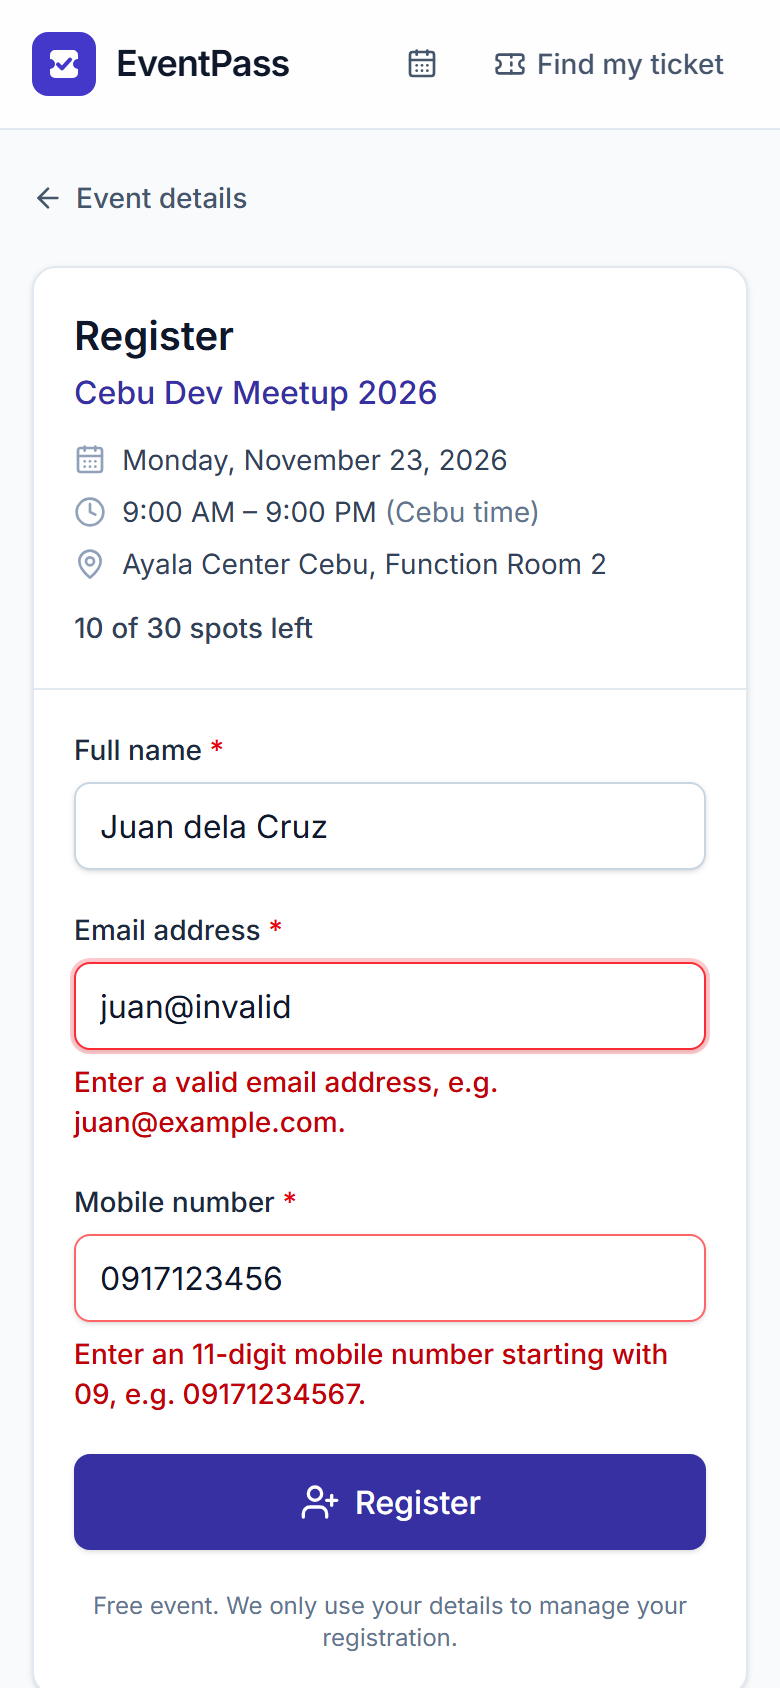 EventPass
Find my ticket
Event details
Register
Cebu Dev Meetup 2026
Monday, November 23, 2026
9:00 AM – 9:00 PM (Cebu time)
Ayala Center Cebu, Function Room 2
10 of 30 spots left
Full name *
Juan dela Cruz
Email address *
juan@invalid
Enter a valid email address, e.g.
juan@example.com.
Mobile number *
0917123456
Enter an 11-digit mobile number starting with
09, e.g. 09171234567.
Register
Free event. We only use your details to manage your
registration.